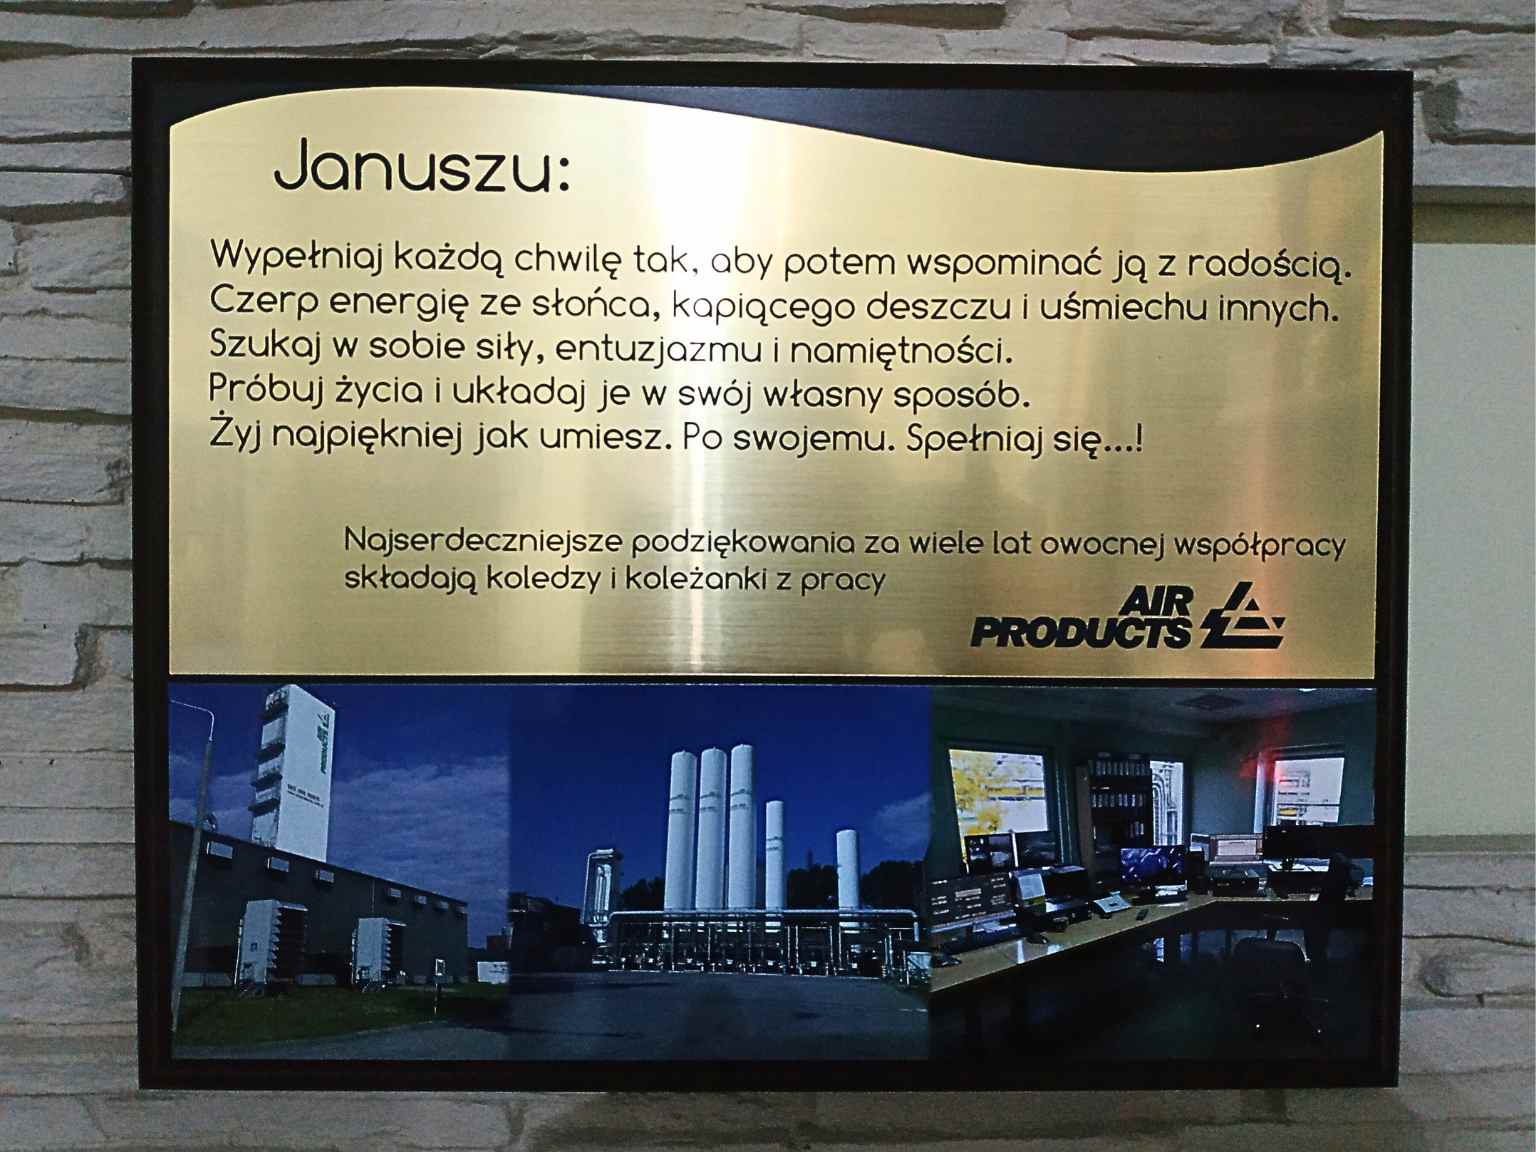 Januszu:
Wypełniaj każdą chwilę tak, aby potem wspominać ją z radością.
Czerp energię ze słońca, kapiącego deszczu i uśmiechu innych.
Szukaj w sobie siły, entuzjazmu i namiętności.
Próbuj życia i układaj je w swój własny sposób.
Żyj najpiękniej jak umiesz. Po swojemu. Spełniaj się...!
Najserdeczniejsze podziękowania za wiele lat owocnej współpracy
składają koledzy i koleżanki z pracy
AIR
PRODUCTS
AIR
PRODUCTS